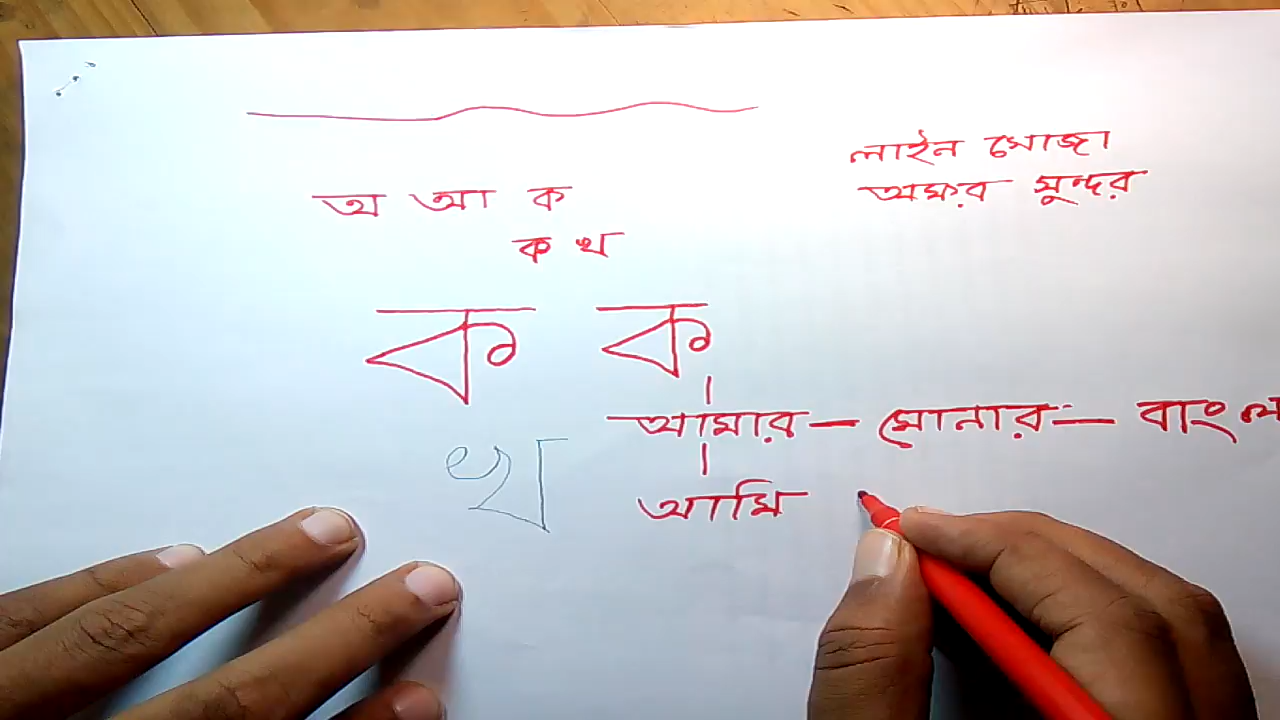 লাইন সোজা
অক্ষর সুন্দর
অ আ ক
ক খ
ক ক
আমার - সোনার - বাংল
খ
আমি